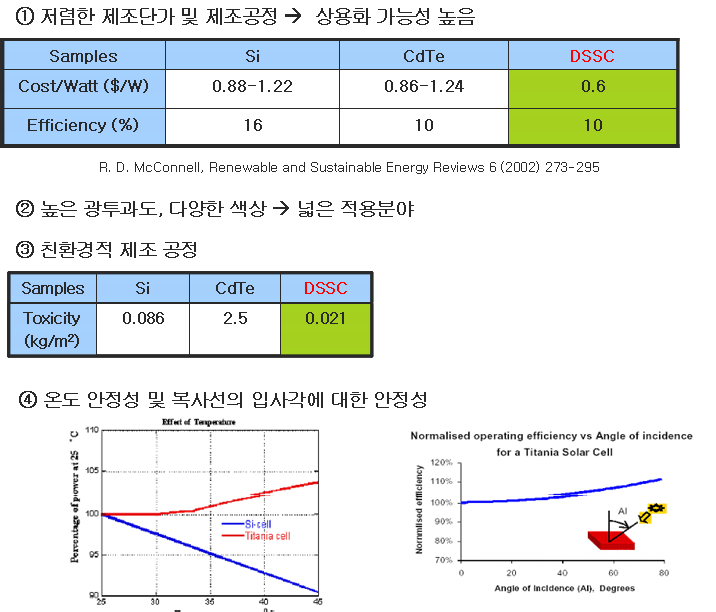 ① 저렴한 제조단가 및 제조공정 → 상용화 가능성 높음
Samples Si CdTe DSSC
Cost/Watt ($/W) 0.88-1.22 0.86-1.24 0.6
Efficiency (%) 16 10 10
R. D. McConnell, Renewable and Sustainable Energy Reviews 6 (2002) 273-295
② 높은 광투과도, 다양한 색상 → 넓은 적용분야
③ 친환경적 제조 공정
Samples Si CdTe DSSC
Toxicity 0.086 2.5 0.021
(kg/m²)
④ 온도 안정성 및 복사선의 입사각에 대한 안정성
Effect of Temperature
Percentage of power at 25 °C
110
105
100
95
90
25 30 35 40 45
Si-cell
Titania cell
Normalised operating efficiency vs Angle of incidence
for a Titania Solar Cell
Normalised efficiency
120%
110%
100%
90%
80%
70%
0 20 40 60 80
AI
Angle of Incidence (AI), Degrees